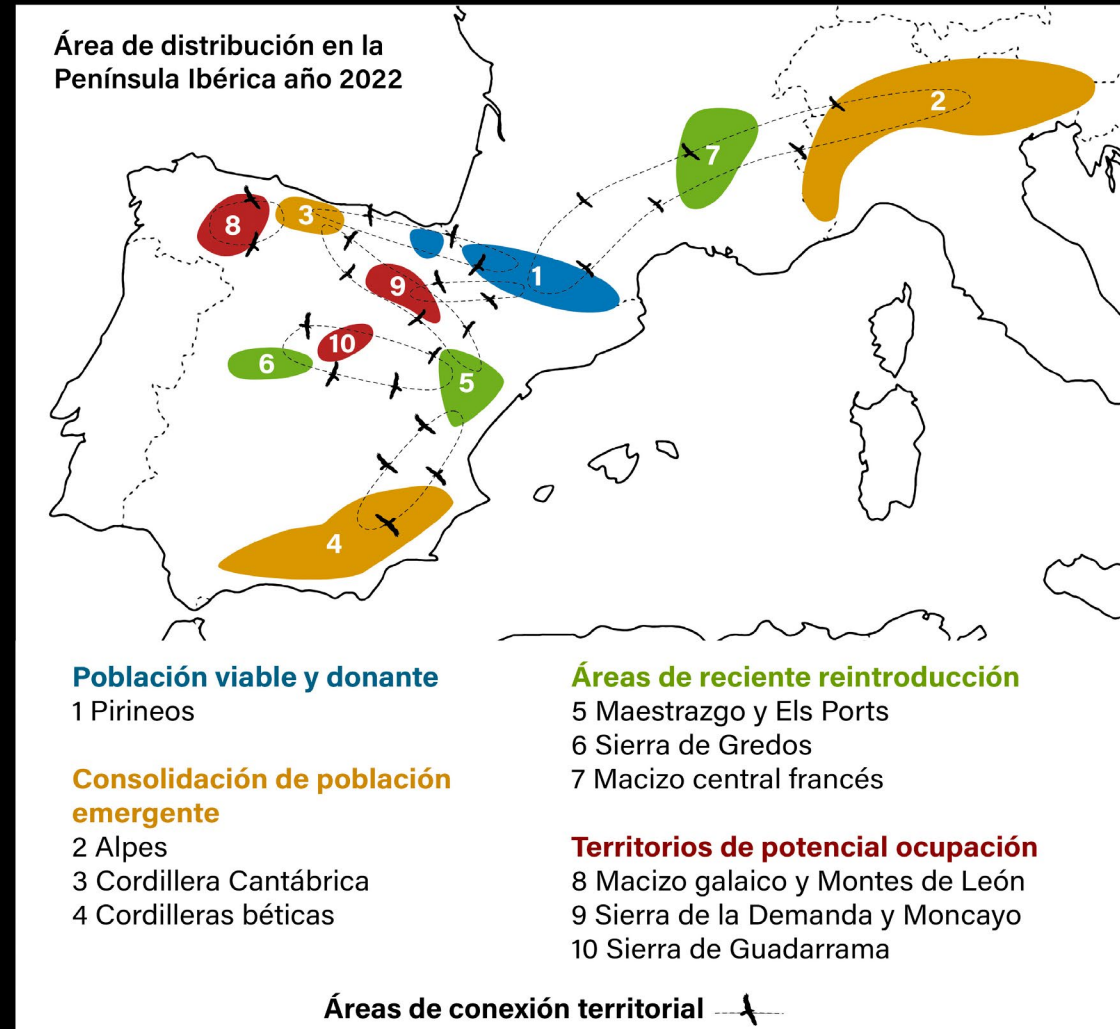 Área de distribución en la
Península Ibérica año 2022
2
7
8
3
1
9
10
6
5
4
Población viable y donante
1 Pirineos
Consolidación de población
emergente
2 Alpes
3 Cordillera Cantábrica
4 Cordilleras béticas
Áreas de reciente reintroducción
5 Maestrazgo y Els Ports
6 Sierra de Gredos
7 Macizo central francés
Territorios de potencial ocupación
8 Macizo galaico y Montes de León
9 Sierra de la Demanda y Moncayo
10 Sierra de Guadarrama
Áreas de conexión territorial